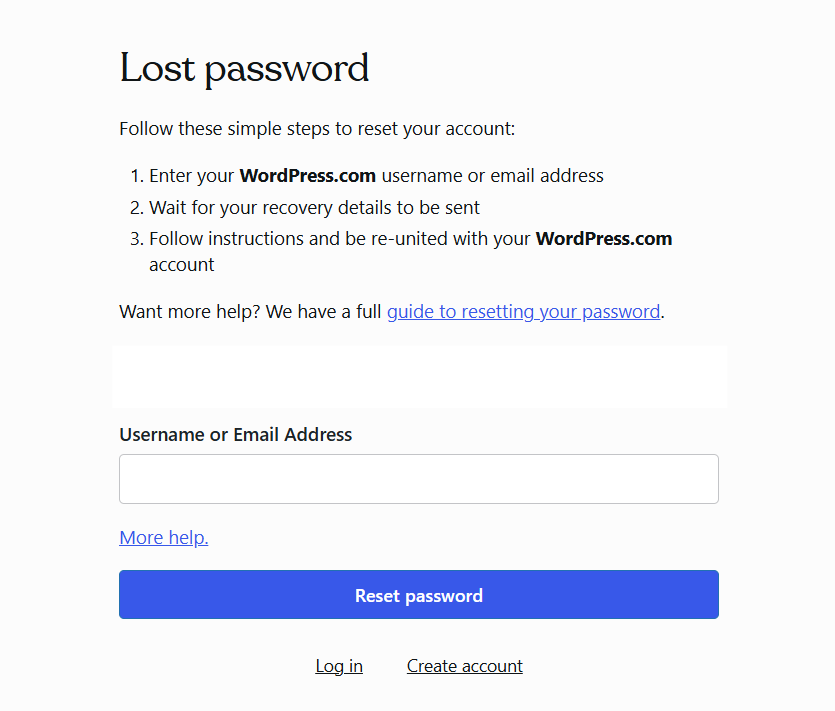 Lost password
Follow these simple steps to reset your account:
1. Enter your WordPress.com username or email address
2. Wait for your recovery details to be sent
3. Follow instructions and be re-united with your WordPress.com
account
Want more help? We have a full guide to resetting your password.
Username or Email Address
More help.
Reset password
Log in Create account